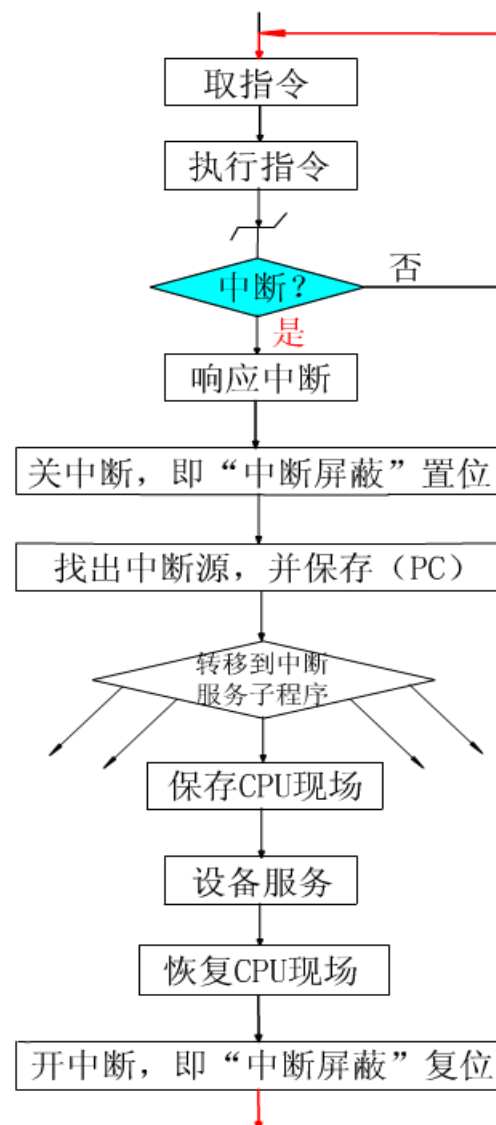 取指令
执行指令
中断?
否
是
响应中断
关中断，即“中断屏蔽”置位
找出中断源，并保存（PC）
转移到中断
服务子程序
保存CPU现场
设备服务
恢复CPU现场
开中断，即“中断屏蔽”复位